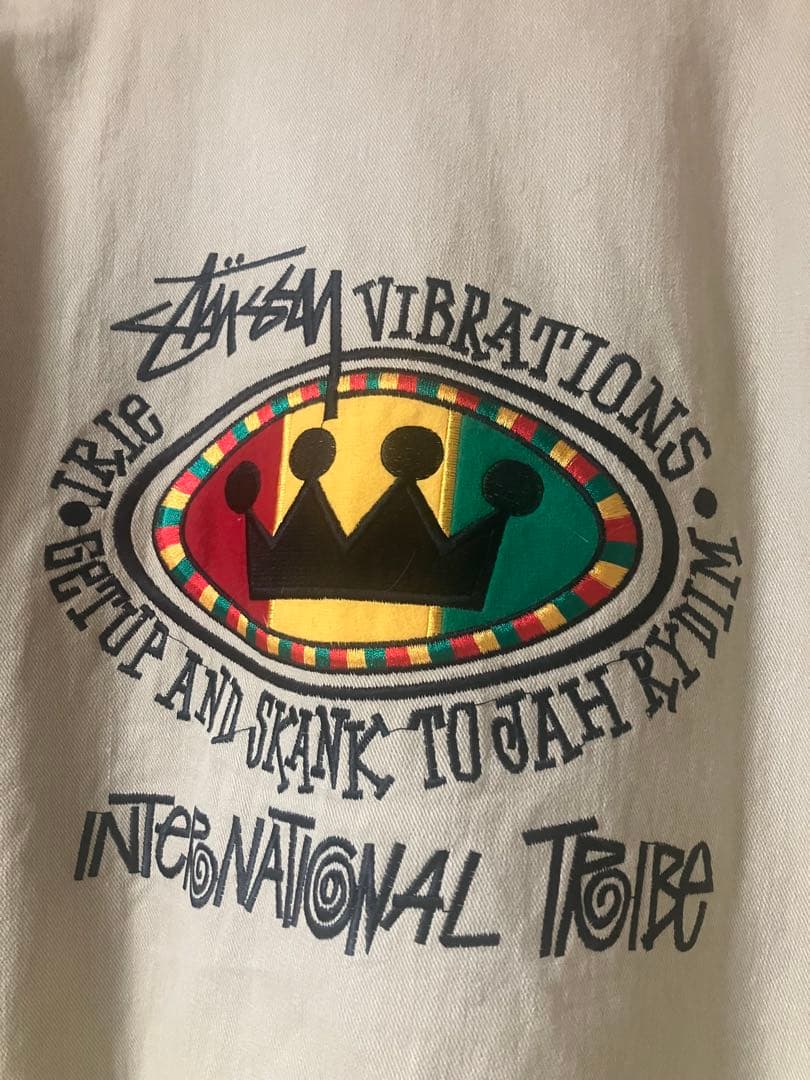 IRIE STÜSSY VIBRATIONS
GETUP AND SKANK TO JAH RYDIM
INTERNATIONAL TRIBE